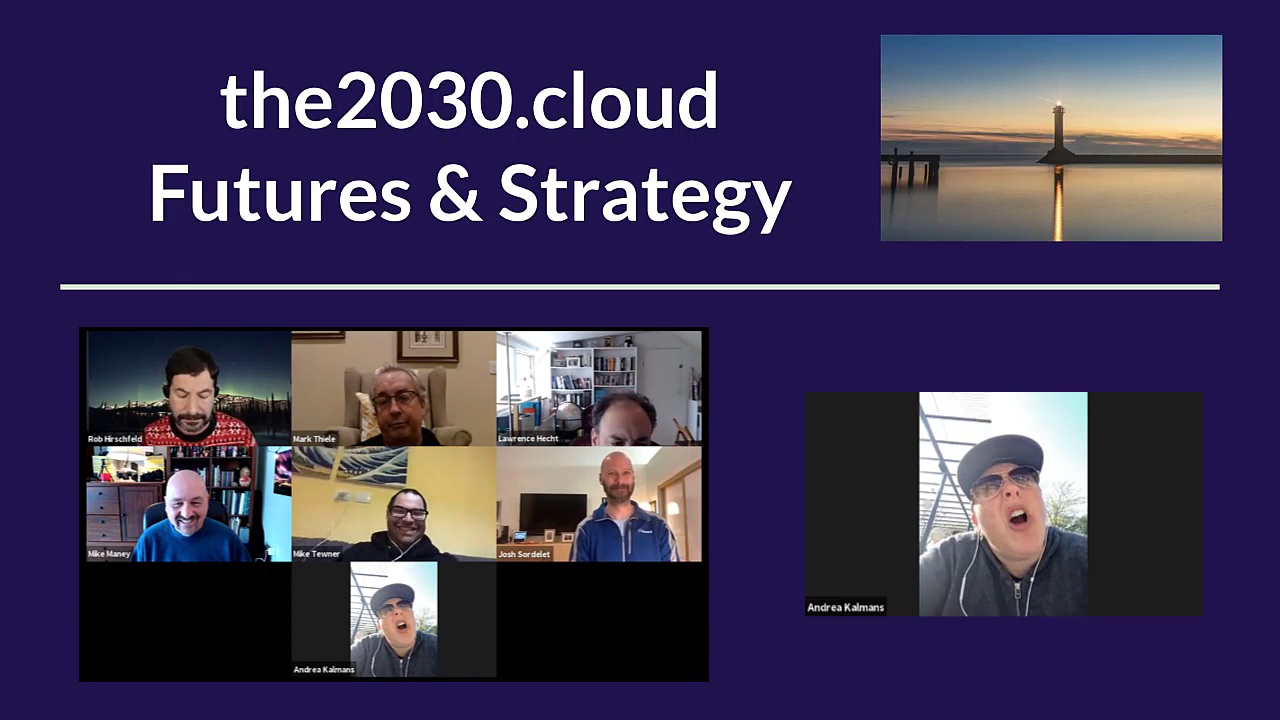 the2030.cloud
Futures & Strategy
Rob Hirschfeld
Mark Thiele
Lawrence Hecht
Mike Maney
Mike Tewner
Josh Sordelet
Andrea Kalmans
Andrea Kalmans